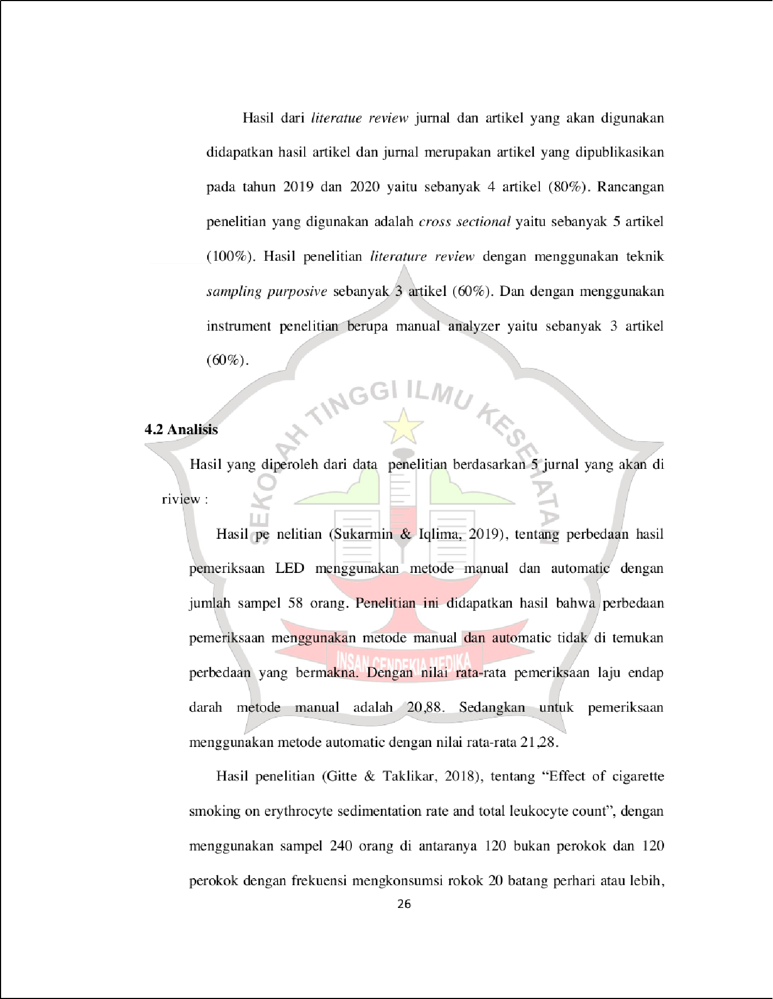 Hasil dari literatue review jurnal dan artikel yang akan digunakan
didapatkan hasil artikel dan jurnal merupakan artikel yang dipublikasikan
pada tahun 2019 dan 2020 yaitu sebanyak 4 artikel (80%). Rancangan
penelitian yang digunakan adalah cross sectional yaitu sebanyak 5 artikel
(100%). Hasil penelitian literature review dengan menggunakan teknik
sampling purposive sebanyak 3 artikel (60%). Dan dengan menggunakan
instrument penelitian berupa manual analyzer yaitu sebanyak 3 artikel
(60%).
SEKOLAH TINGGI ILMU KESEHATAN
4.2 Analisis
Hasil yang diperoleh dari data  penelitian berdasarkan 5 jurnal yang akan di
riview :
Hasil pe nelitian (Sukarmin & Iqlima, 2019), tentang perbedaan hasil
pemeriksaan LED menggunakan metode manual dan automatic dengan
jumlah sampel 58 orang. Penelitian ini didapatkan hasil bahwa perbedaan
pemeriksaan menggunakan metode manual dan automatic tidak di temukan
INSAN CENDEKIA MEDIKA
perbedaan yang bermakna. Dengan nilai rata-rata pemeriksaan laju endap
darah metode manual adalah 20,88. Sedangkan untuk pemeriksaan
menggunakan metode automatic dengan nilai rata-rata 21,28.
Hasil penelitian (Gitte & Taklikar, 2018), tentang “Effect of cigarette
smoking on erythrocyte sedimentation rate and total leukocyte count”, dengan
menggunakan sampel 240 orang di antaranya 120 bukan perokok dan 120
perokok dengan frekuensi mengkonsumsi rokok 20 batang perhari atau lebih,
26